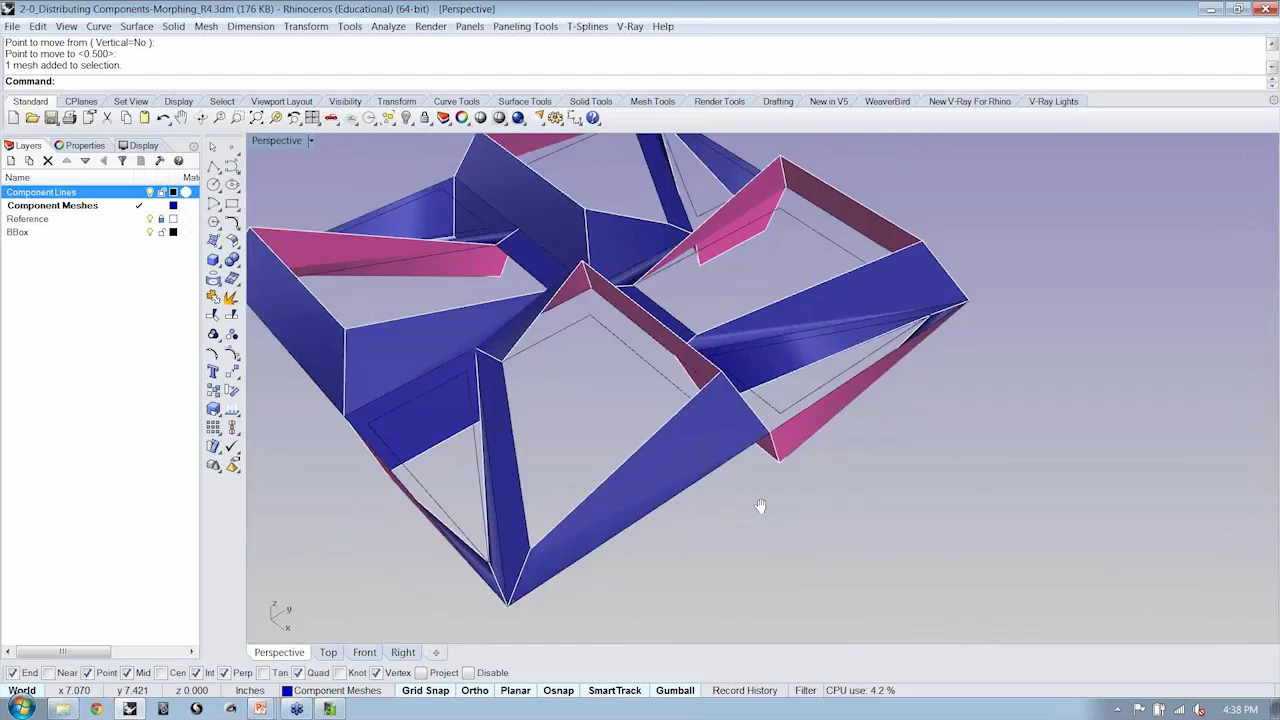 2-0_Distributing Components-Morphing_R4.3dm (176 KB) - Rhinoceros (Educational) (64-bit) - [Perspective]
File Edit View Curve Surface Solid Mesh Dimension Transform Tools Analyze Render Panels Paneling Tools T-Splines V-Ray Help
Point to move from ( Vertical=No ):
Point to move to <0.500>:
1 mesh added to selection.
Command:
Standard CPlanes Set View Display Select Viewport Layout Visibility Transform Curve Tools Surface Tools Solid Tools Mesh Tools Render Tools Drafting New in V5 WeaverBird New V-Ray For Rhino V-Ray Lights
Layers Properties Display
Perspective
Name Mate
Component Lines
Component Meshes
Reference
BBox
z
y
x
Perspective Top Front Right
End Near Point Mid Cen Int Perp Tan Quad Knot Vertex Project Disable
World x 7.070 y 7.421 z 0.000 Inches Component Meshes Grid Snap Ortho Planar Osnap SmartTrack Gumball Record History Filter CPU use: 4.2 %
4:38 PM